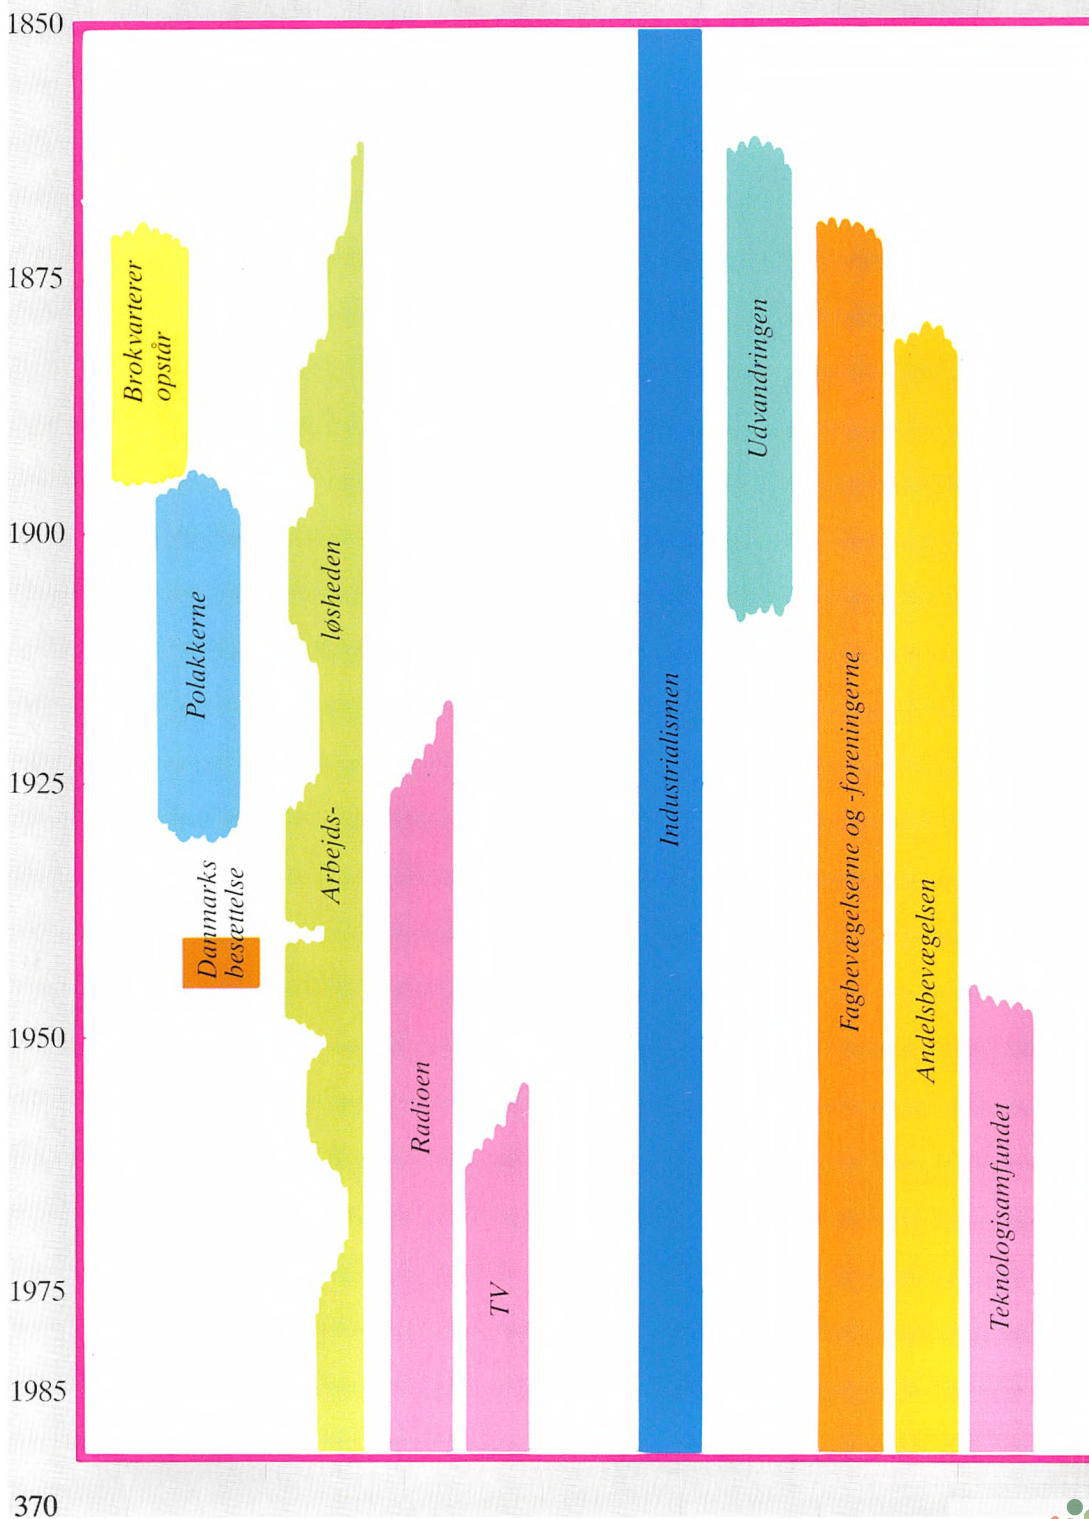 1850
1875
1900
1925
1950
1975
1985
Brokvarterer
opstår
Polakkerne
Danmarks
besættelse
Arbejds-
løsheden
Radioen
TV
Industrialismen
Udvandringen
Fagbevægelserne og -foreningerne
Andelsbevægelsen
Teknologisamfundet
370